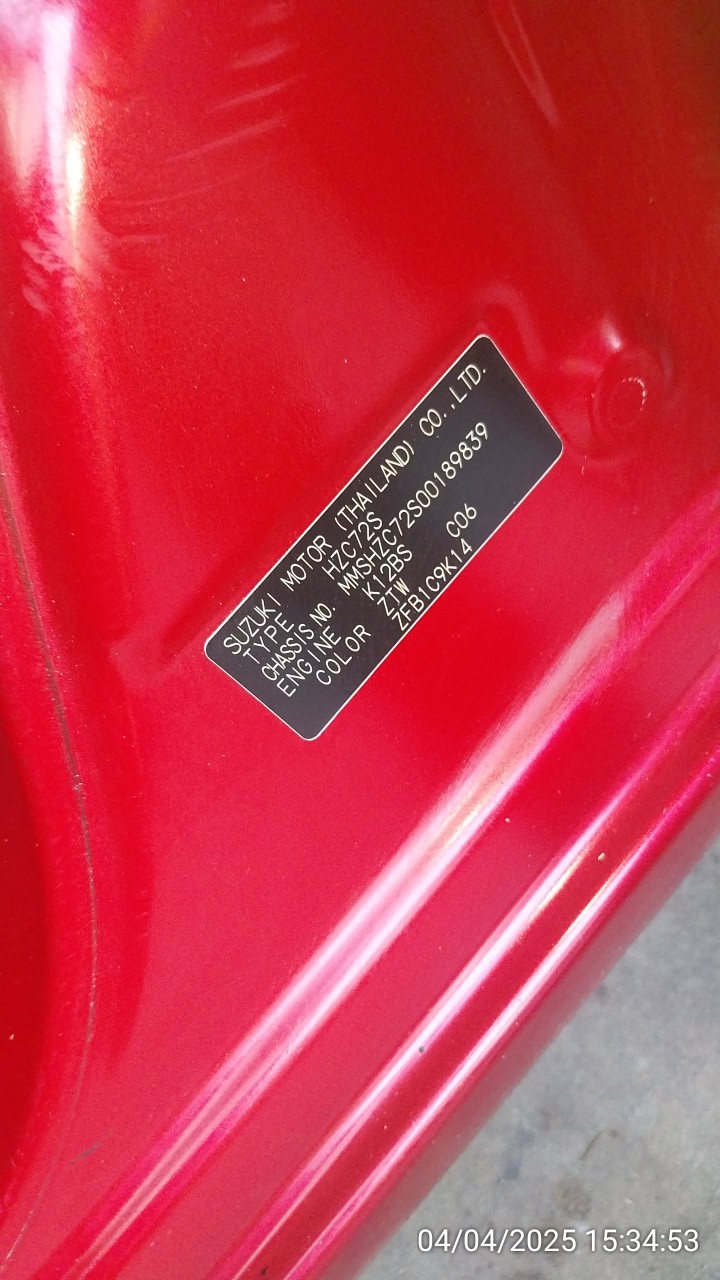 SUZUKI MOTOR (THAILAND) CO.,LTD.
TYPE HZC72S
CHASSIS NO. MMSHZC72S00189839
ENGINE K12BS
COLOR ZTW C06
ZFB1C9K14
04/04/2025 15:34:53